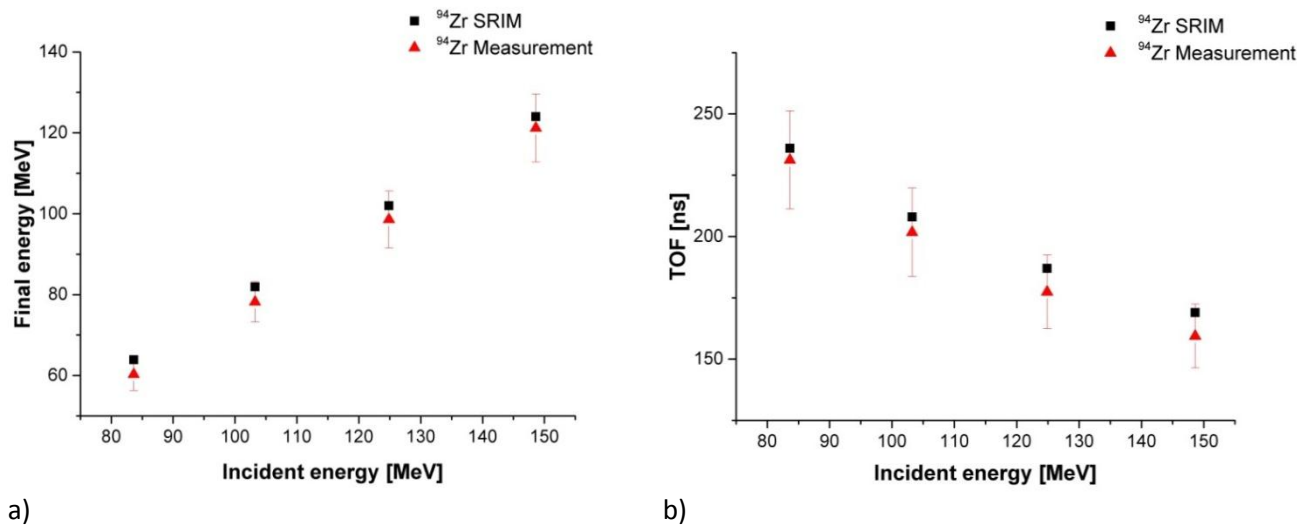 ⁹⁴Zr SRIM
⁹⁴Zr Measurement
140
120
100
80
60
Final energy [MeV]
80 90 100 110 120 130 140 150
Incident energy [MeV]
a)
⁹⁴Zr SRIM
⁹⁴Zr Measurement
250
200
150
TOF [ns]
80 90 100 110 120 130 140 150
Incident energy [MeV]
b)